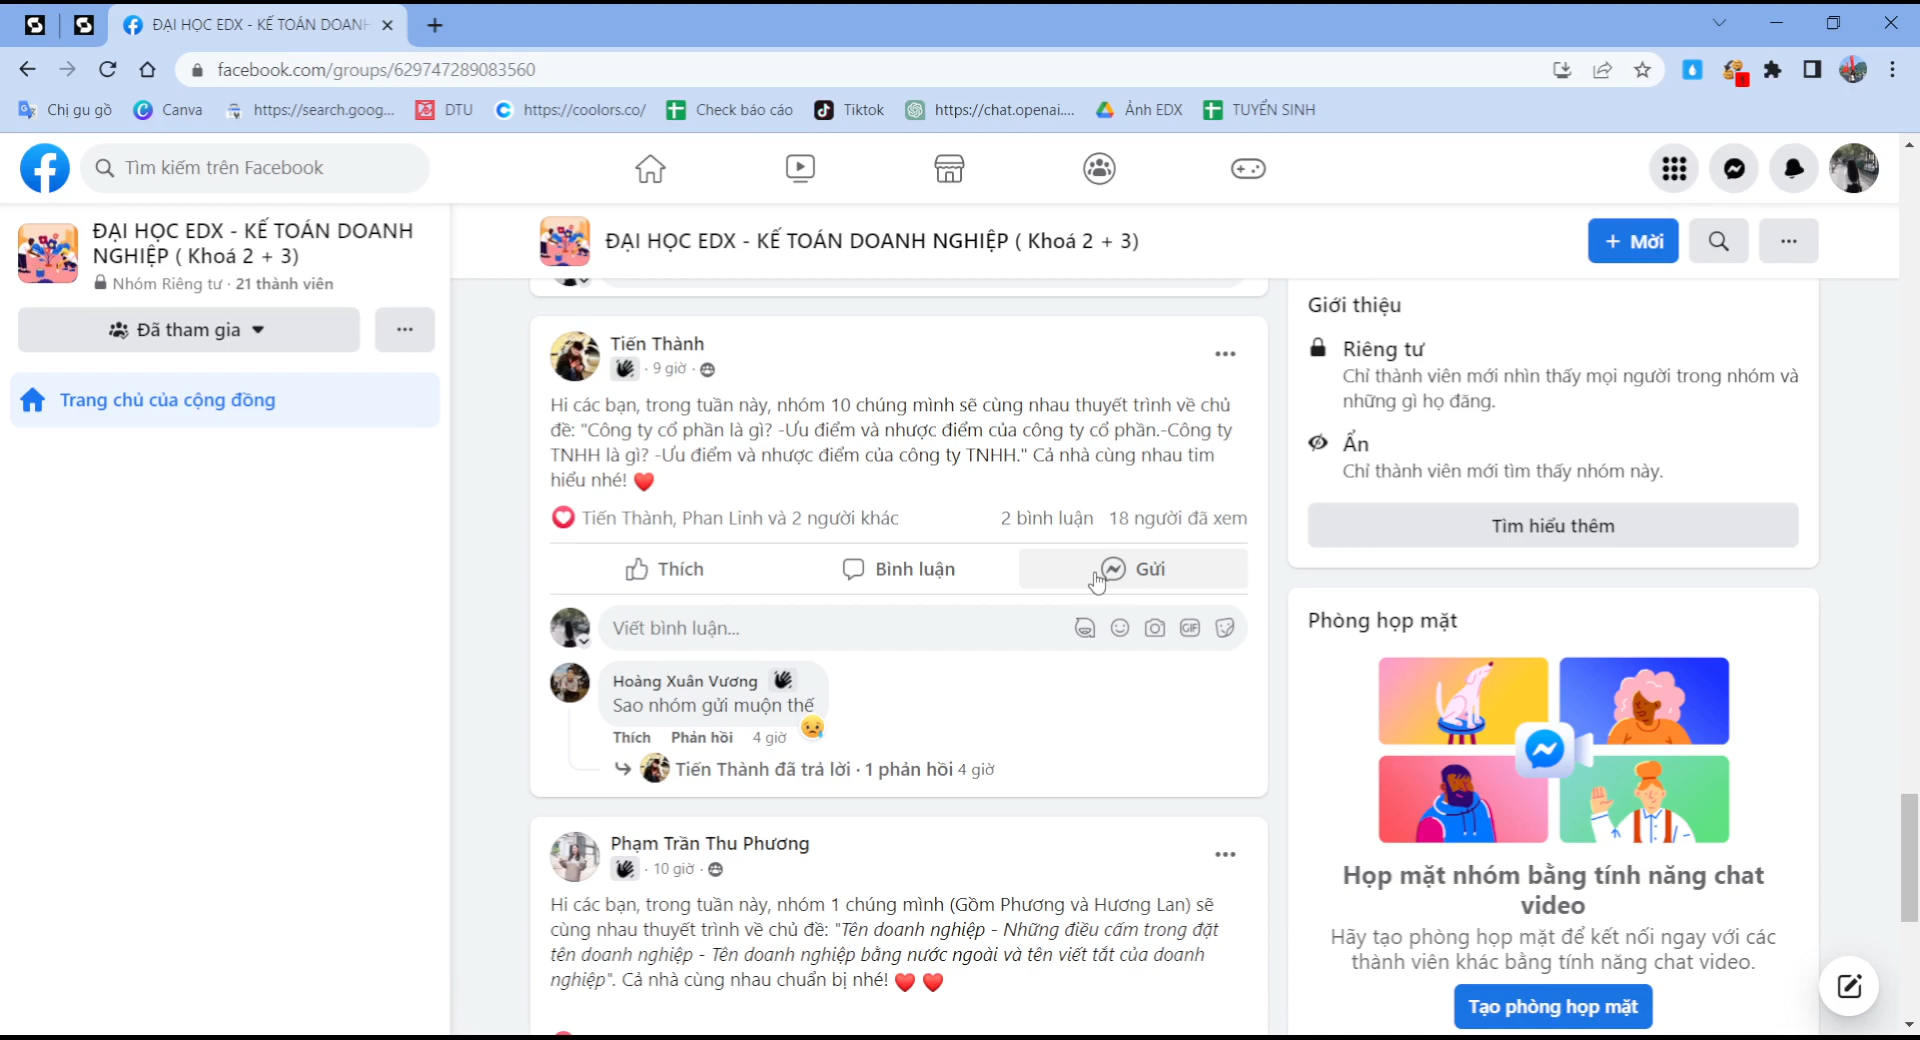 ĐẠI HỌC EDX - KẾ TOÁN DOANH
facebook.com/groups/629747289083560
1
Chị gu gồ
Canva
https://search.goog...
DTU
https://coolors.co/
Check báo cáo
Tiktok
https://chat.openai....
Ảnh EDX
TUYỂN SINH
Tìm kiếm trên Facebook
ĐẠI HỌC EDX - KẾ TOÁN DOANH
NGHIỆP ( Khoá 2 + 3)
Nhóm Riêng tư · 21 thành viên
Đã tham gia
Trang chủ của cộng đồng
ĐẠI HỌC EDX - KẾ TOÁN DOANH NGHIỆP ( Khoá 2 + 3)
+ Mời
Tiến Thành
· 9 giờ ·
Hi các bạn, trong tuần này, nhóm 10 chúng mình sẽ cùng nhau thuyết trình về chủ
đề: "Công ty cổ phần là gì? -Ưu điểm và nhược điểm của công ty cổ phần.-Công ty
TNHH là gì? -Ưu điểm và nhược điểm của công ty TNHH." Cả nhà cùng nhau tim
hiểu nhé! ❤️
Tiến Thành, Phan Linh và 2 người khác
2 bình luận 18 người đã xem
Thích
Bình luận
Gửi
Viết bình luận...
GIF
Hoàng Xuân Vương
Sao nhóm gửi muộn thế
Thích Phản hồi 4 giờ
Tiến Thành đã trả lời · 1 phản hồi 4 giờ
Phạm Trần Thu Phương
· 10 giờ ·
Hi các bạn, trong tuần này, nhóm 1 chúng mình (Gồm Phương và Hương Lan) sẽ
cùng nhau thuyết trình về chủ đề: "Tên doanh nghiệp - Những điều cấm trong đặt
tên doanh nghiệp - Tên doanh nghiệp bằng nước ngoài và tên viết tắt của doanh
nghiệp". Cả nhà cùng nhau chuẩn bị nhé! ❤️ ❤️
Giới thiệu
Riêng tư
Chỉ thành viên mới nhìn thấy mọi người trong nhóm và
những gì họ đăng.
Ẩn
Chỉ thành viên mới tìm thấy nhóm này.
Tìm hiểu thêm
Phòng họp mặt
Họp mặt nhóm bằng tính năng chat
video
Hãy tạo phòng họp mặt để kết nối ngay với các
thành viên khác bằng tính năng chat video.
Tạo phòng họp mặt